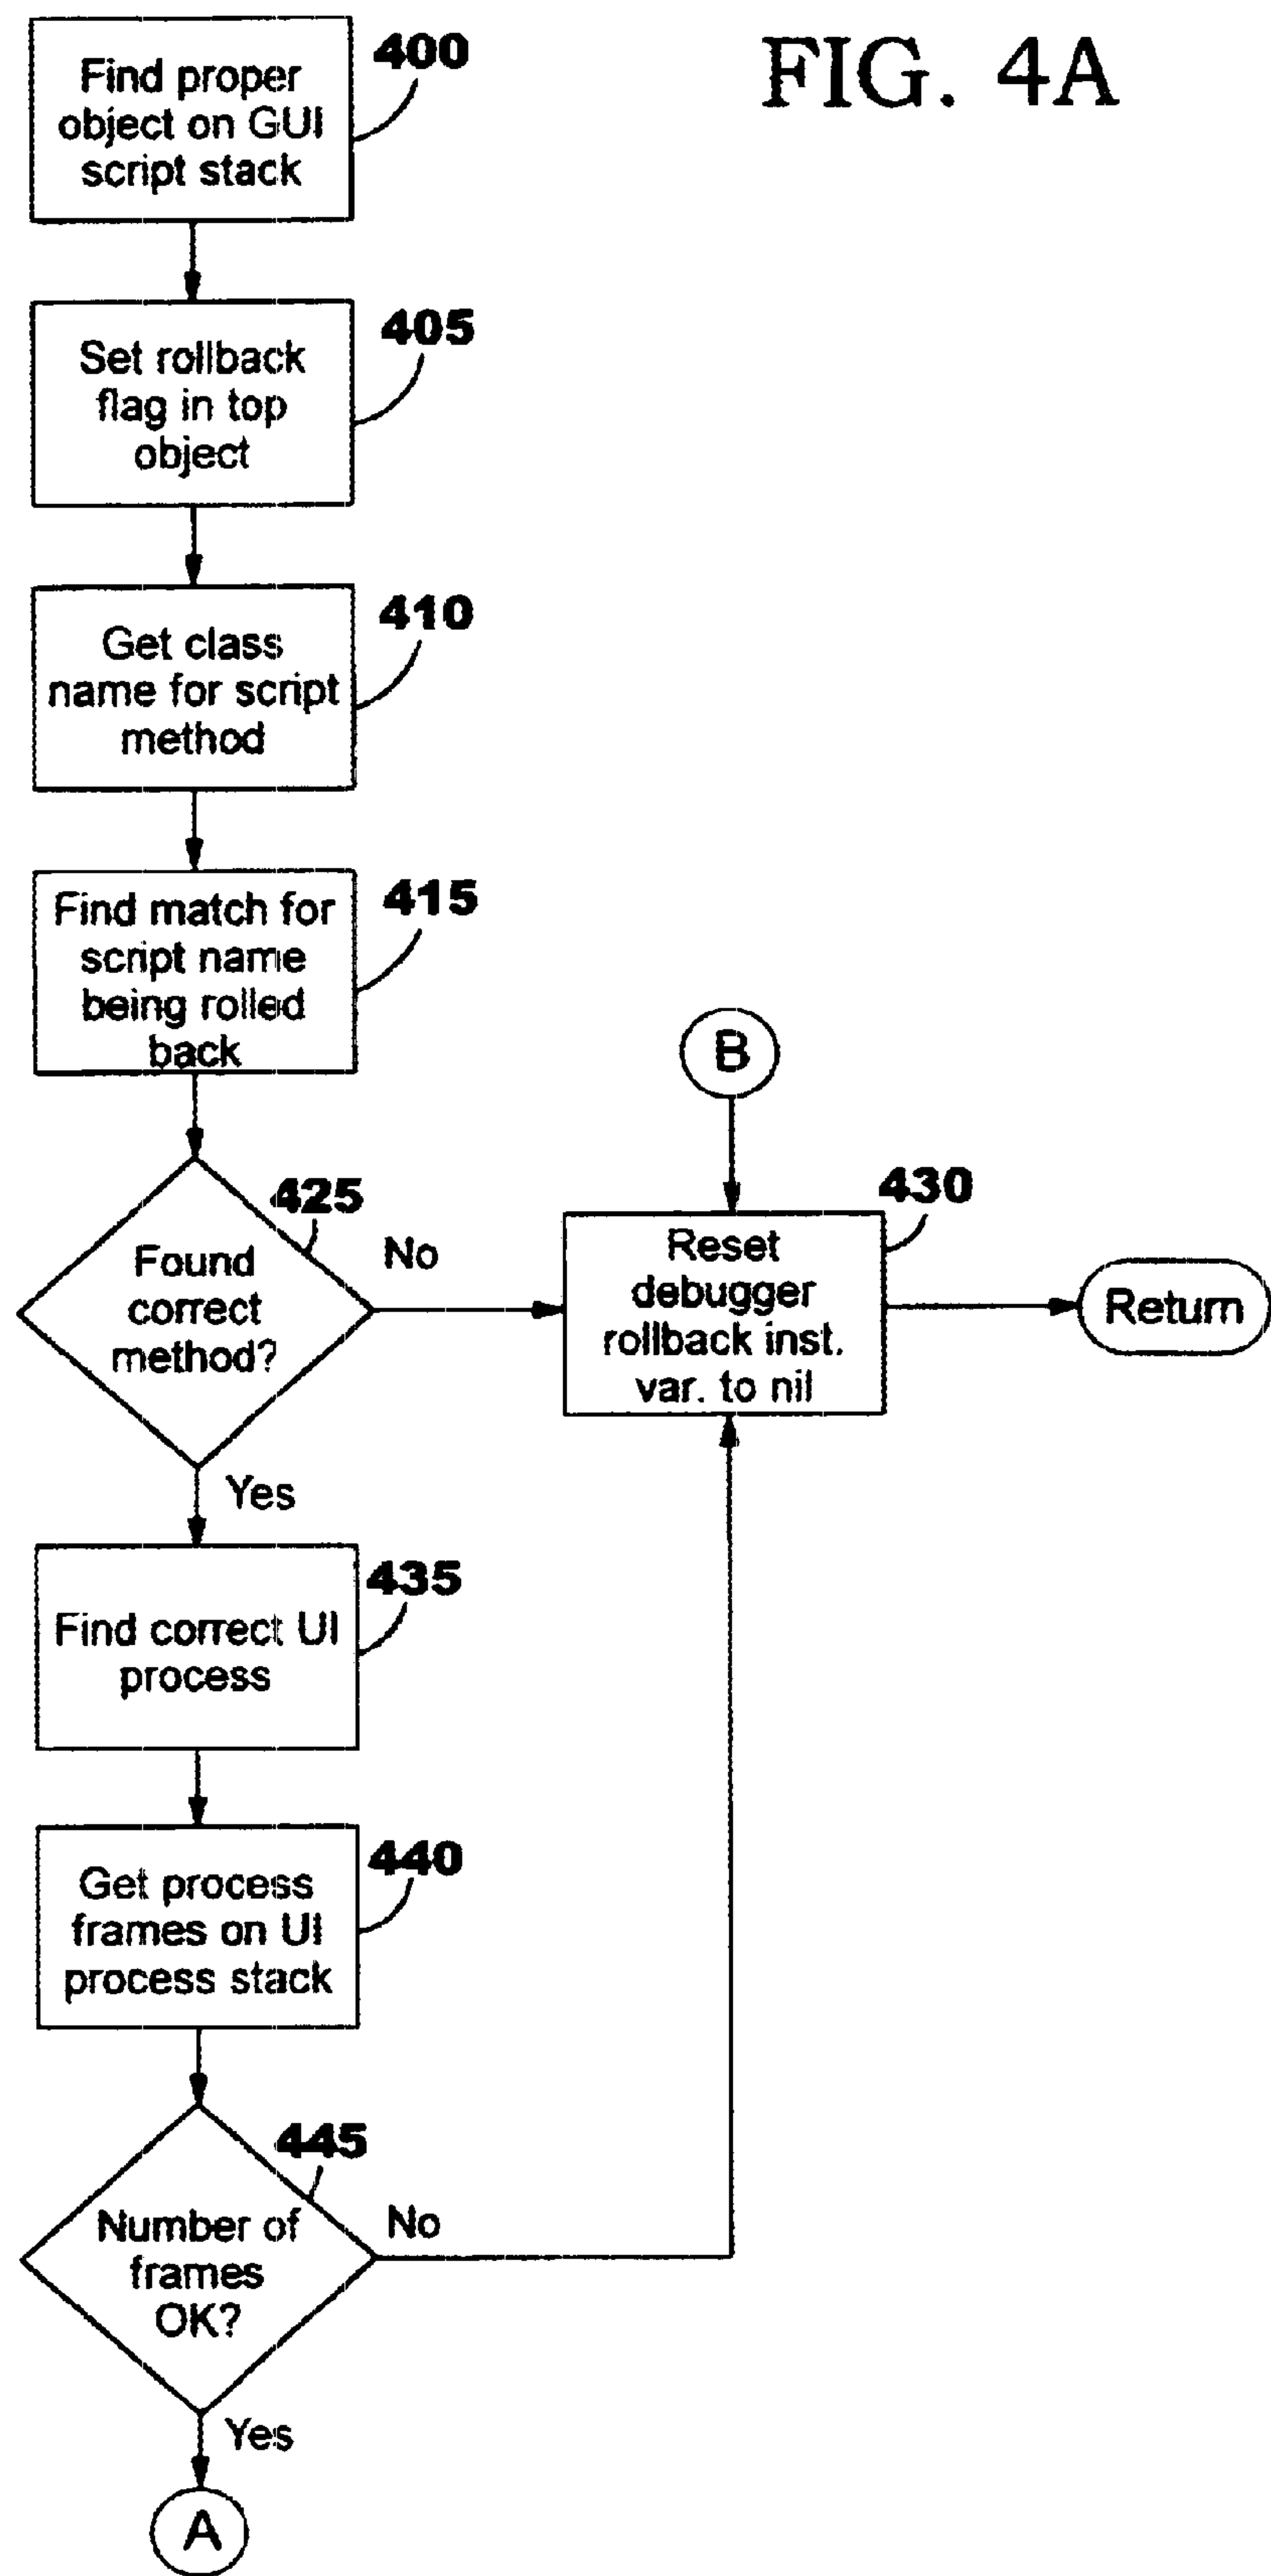 FIG. 4A
Find proper
object on GUI
script stack
400
Set rollback
flag in top
object
405
Get class
name for script
method
410
Find match for
script name
being rolled
back
415
B
Found
correct
method?
425
No
Reset
debugger
rollback inst.
var. to nil
430
Return
Yes
Find correct UI
process
435
Get process
frames on UI
process stack
440
Number of
frames
OK?
445
No
Yes
A